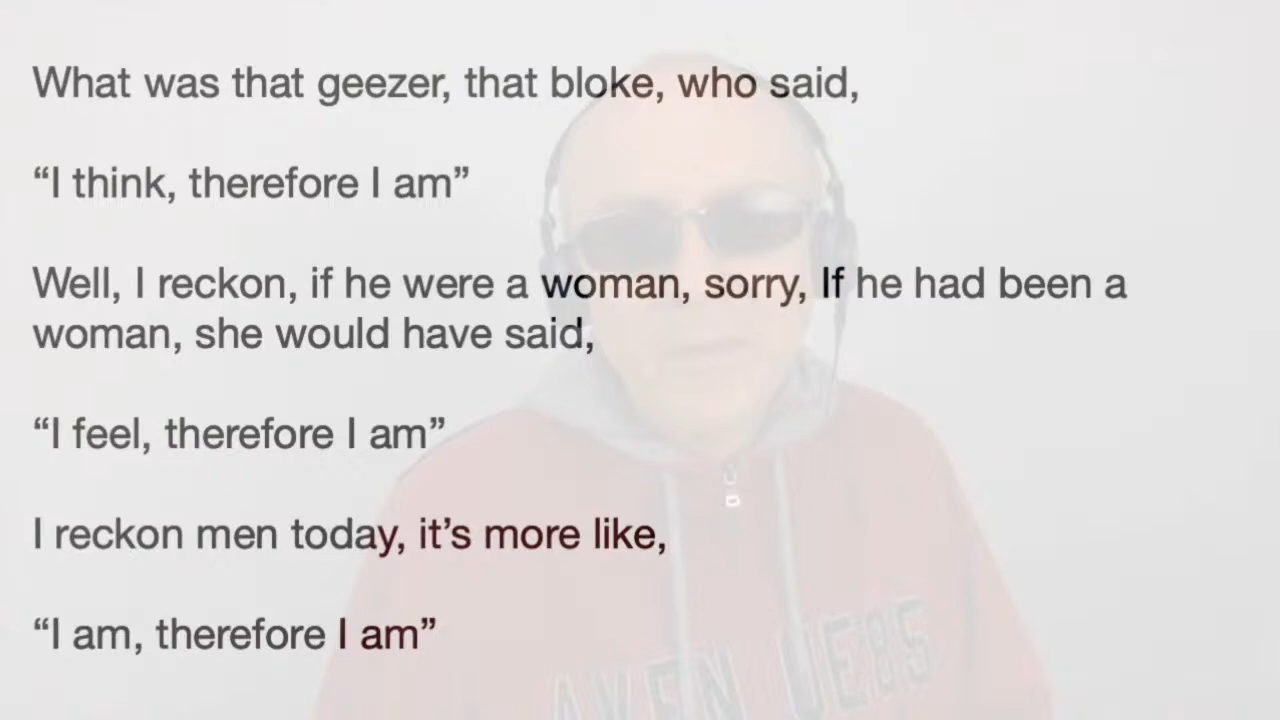 What was that geezer, that bloke, who said,
“I think, therefore I am”
Well, I reckon, if he were a woman, sorry, If he had been a
woman, she would have said,
“I feel, therefore I am”
I reckon men today, it’s more like,
“I am, therefore I am”